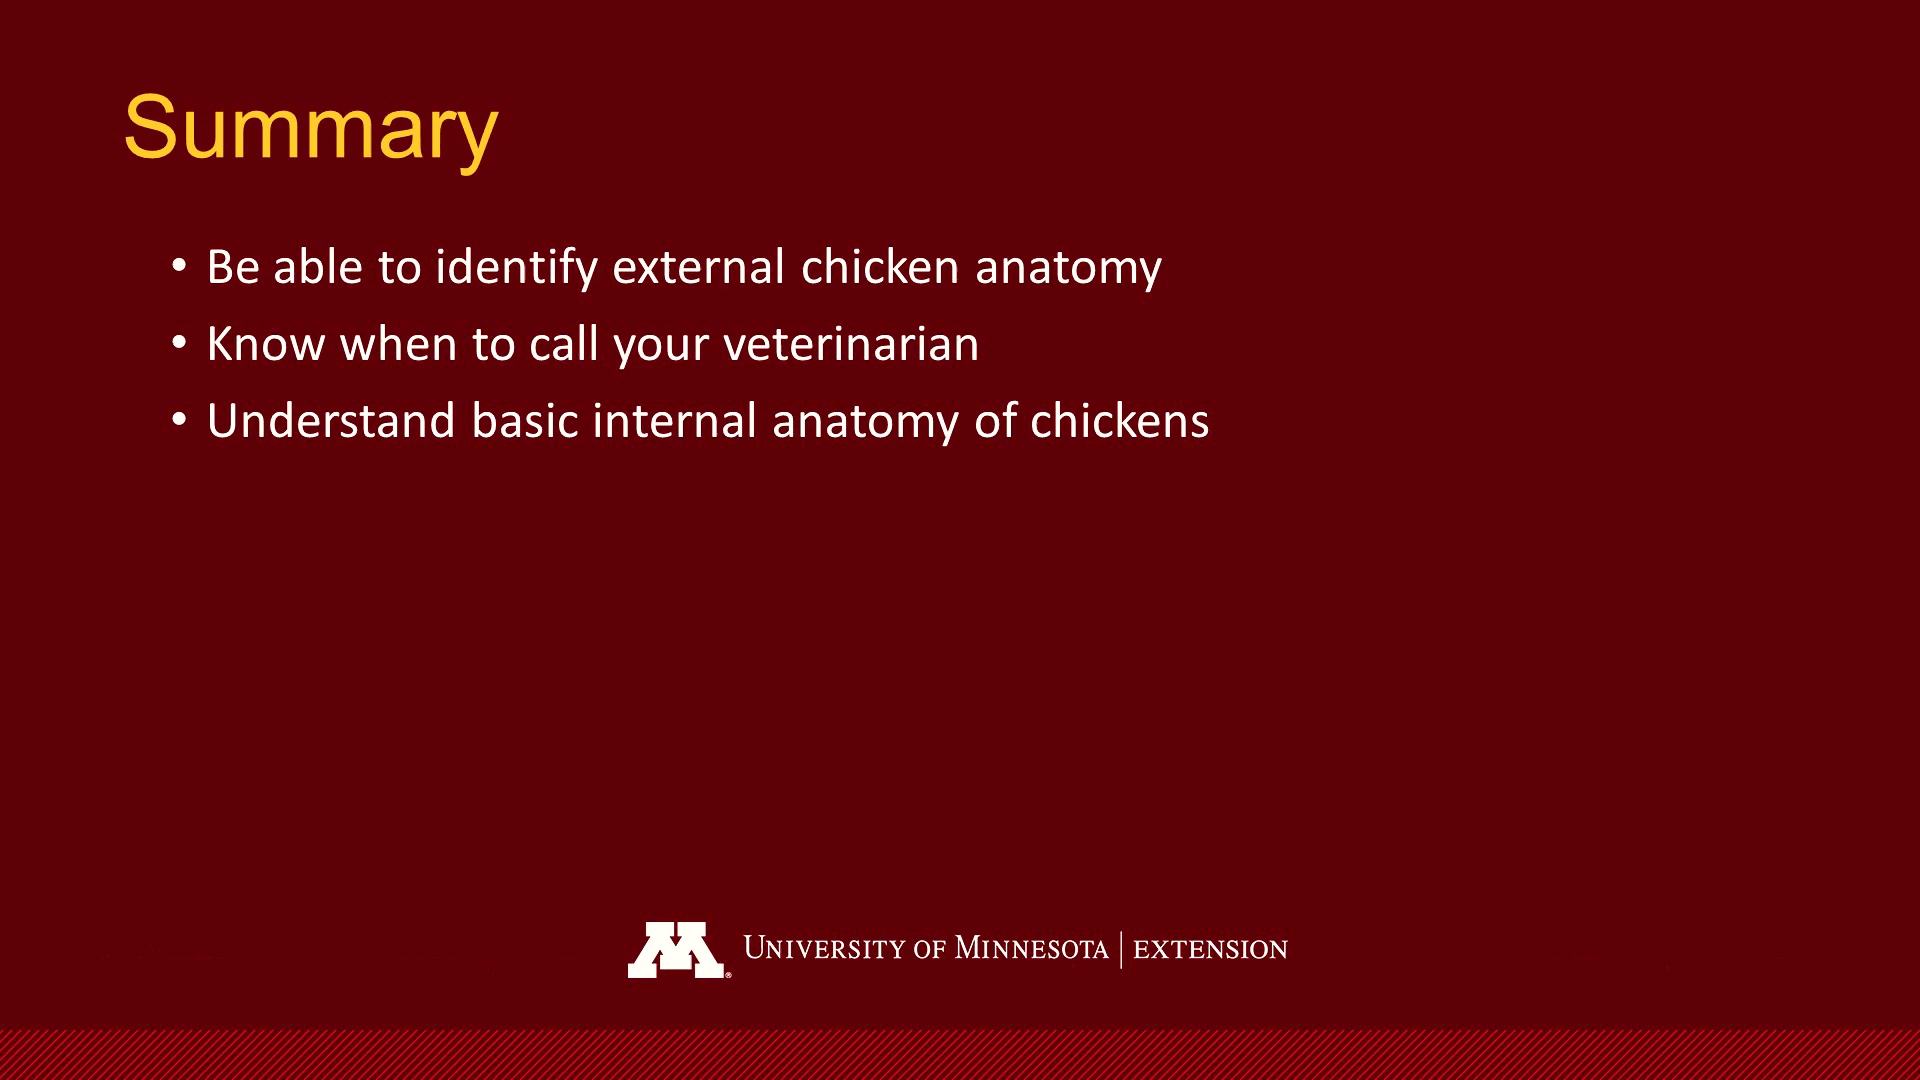 Summary
• Be able to identify external chicken anatomy
• Know when to call your veterinarian
• Understand basic internal anatomy of chickens
M® UNIVERSITY OF MINNESOTA | EXTENSION